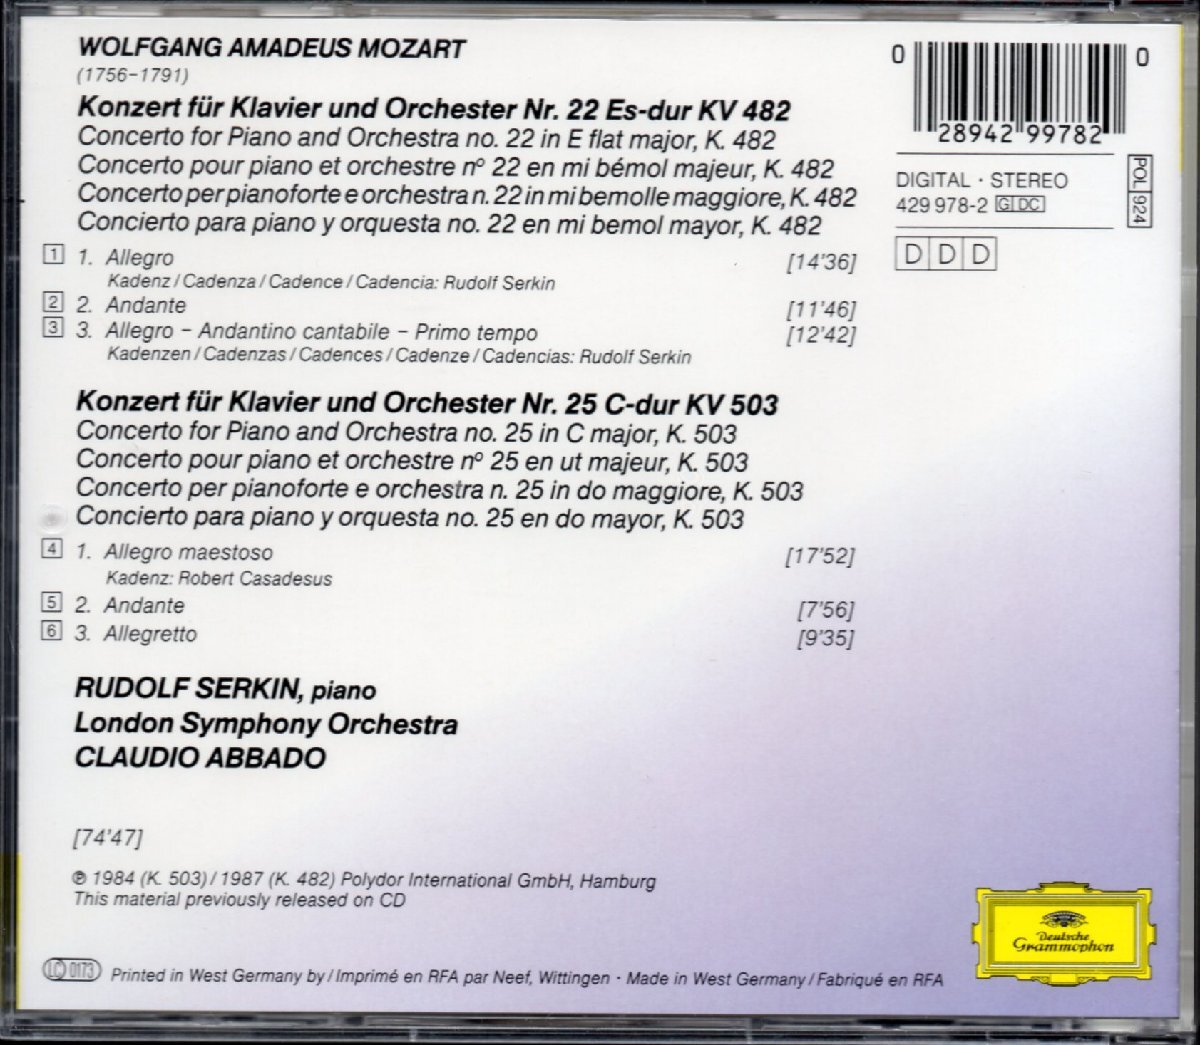 WOLFGANG AMADEUS MOZART
(1756–1791)
Konzert für Klavier und Orchester Nr. 22 Es-dur KV 482
Concerto for Piano and Orchestra no. 22 in E flat major, K. 482
Concerto pour piano et orchestre nº 22 en mi bémol majeur, K. 482
Concerto per pianoforte e orchestra n. 22 in mi bemolle maggiore, K. 482
Concierto para piano y orquesta no. 22 en mi bemol mayor, K. 482
1 1. Allegro [14'36]
Kadenz / Cadenza / Cadence / Cadencia: Rudolf Serkin
2 2. Andante [11'46]
3 3. Allegro – Andantino cantabile – Primo tempo [12'42]
Kadenzen / Cadenzas / Cadences / Cadenze / Cadencias: Rudolf Serkin
Konzert für Klavier und Orchester Nr. 25 C-dur KV 503
Concerto for Piano and Orchestra no. 25 in C major, K. 503
Concerto pour piano et orchestre nº 25 en ut majeur, K. 503
Concerto per pianoforte e orchestra n. 25 in do maggiore, K. 503
Concierto para piano y orquesta no. 25 en do mayor, K. 503
4 1. Allegro maestoso [17'52]
Kadenz: Robert Casadesus
5 2. Andante [7'56]
6 3. Allegretto [9'35]
RUDOLF SERKIN, piano
London Symphony Orchestra
CLAUDIO ABBADO
[74'47]
℗ 1984 (K. 503) / 1987 (K. 482) Polydor International GmbH, Hamburg
This material previously released on CD
LC 0173 Printed in West Germany by / Imprimé en RFA par Neef, Wittingen · Made in West Germany / Fabriqué en RFA
0 28942 99782 0
DIGITAL · STEREO
429 978-2 G DC
POL 924
D D D
Deutsche
Grammophon